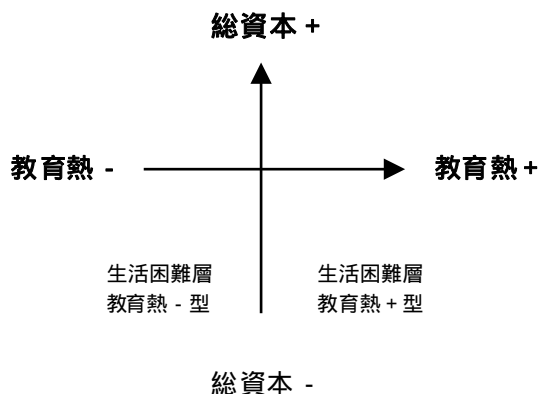 総資本 +
教育熱 - 教育熱 +
生活困難層 生活困難層
教育熱 - 型 教育熱 + 型
総資本 -